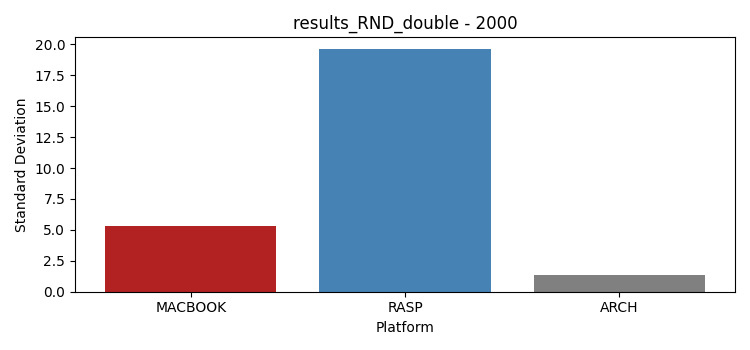 results_RND_double - 2000
20.0
17.5
15.0
12.5
10.0
7.5
5.0
2.5
0.0
Standard Deviation
MACBOOK
RASP
ARCH
Platform